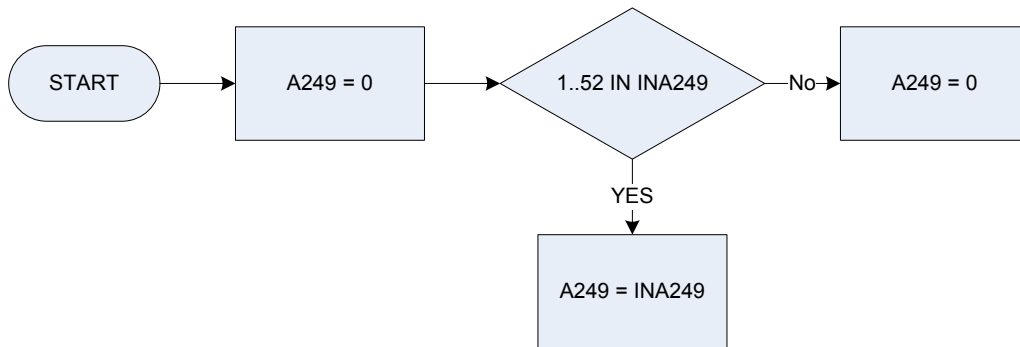 START
A249 = 0
1..52 IN INA249
No
A249 = 0
YES
A249 = INA249